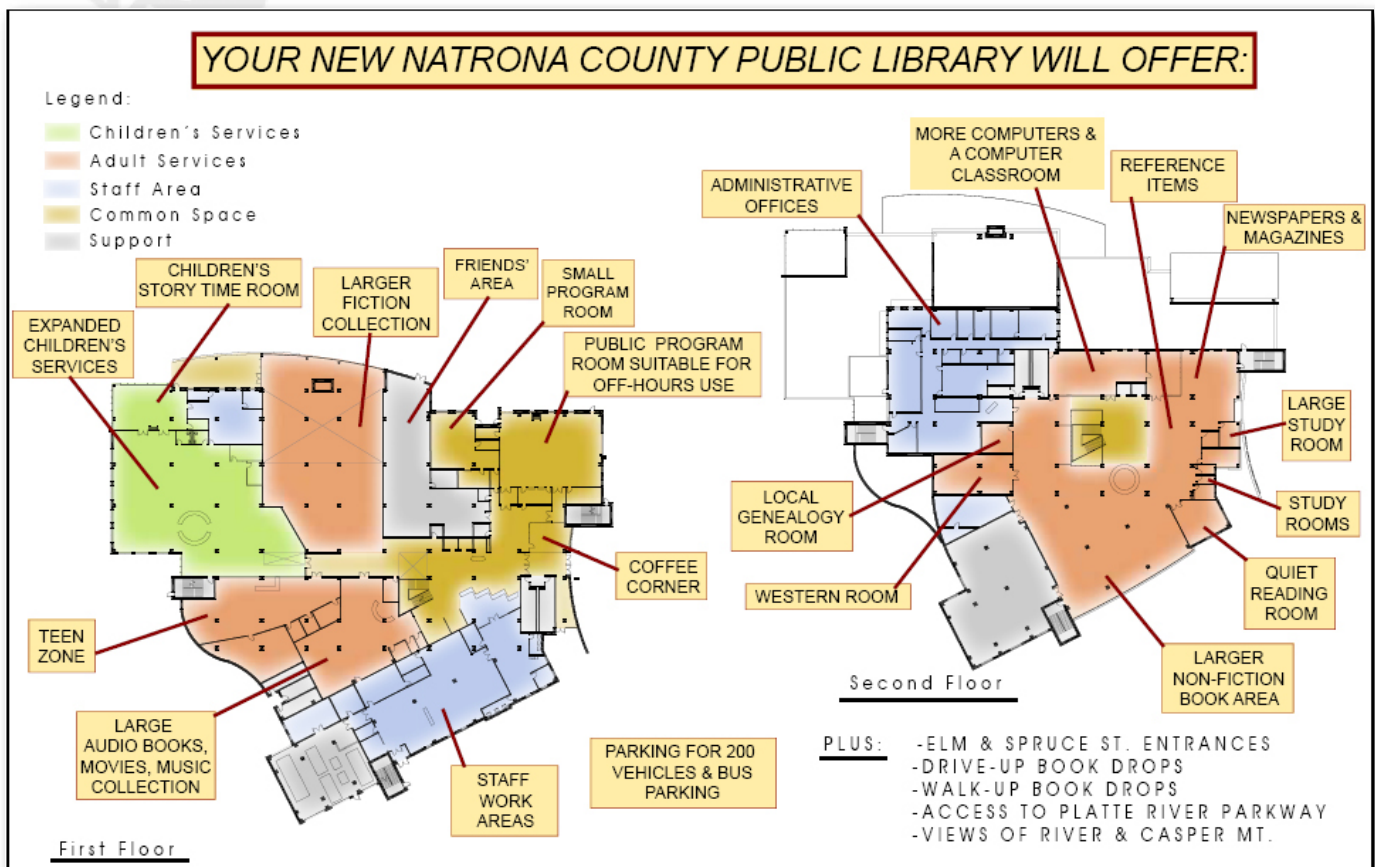 YOUR NEW NATRONA COUNTY PUBLIC LIBRARY WILL OFFER:
Legend:
Children's Services
Adult Services
Staff Area
Common Space
Support
CHILDREN'S
STORY TIME ROOM
EXPANDED
CHILDREN'S
SERVICES
LARGER
FICTION
COLLECTION
FRIENDS'
AREA
SMALL
PROGRAM
ROOM
PUBLIC PROGRAM
ROOM SUITABLE FOR
OFF-HOURS USE
COFFEE
CORNER
TEEN
ZONE
LARGE
AUDIO BOOKS,
MOVIES, MUSIC
COLLECTION
STAFF
WORK
AREAS
PARKING FOR 200
VEHICLES & BUS
PARKING
First Floor
ADMINISTRATIVE
OFFICES
MORE COMPUTERS &
A COMPUTER
CLASSROOM
REFERENCE
ITEMS
NEWSPAPERS &
MAGAZINES
LARGE
STUDY
ROOM
STUDY
ROOMS
QUIET
READING
ROOM
LOCAL
GENEALOGY
ROOM
WESTERN ROOM
LARGER
NON-FICTION
BOOK AREA
Second Floor
PLUS: -ELM & SPRUCE ST. ENTRANCES
-DRIVE-UP BOOK DROPS
-WALK-UP BOOK DROPS
-ACCESS TO PLATTE RIVER PARKWAY
-VIEWS OF RIVER & CASPER MT.